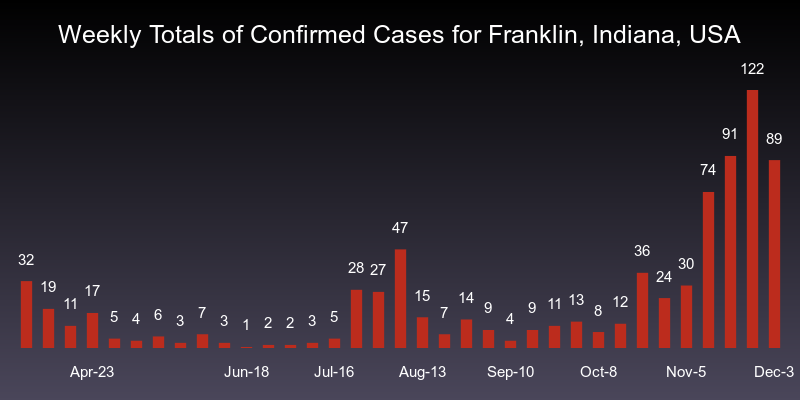 Weekly Totals of Confirmed Cases for Franklin, Indiana, USA
32 19 11 17 5 4 6 3 7 3 1 2 2 3 5 28 27 47 15 7 14 9 4 9 11 13 8 12 36 24 30 74 91 122 89
Apr-23 Jun-18 Jul-16 Aug-13 Sep-10 Oct-8 Nov-5 Dec-3